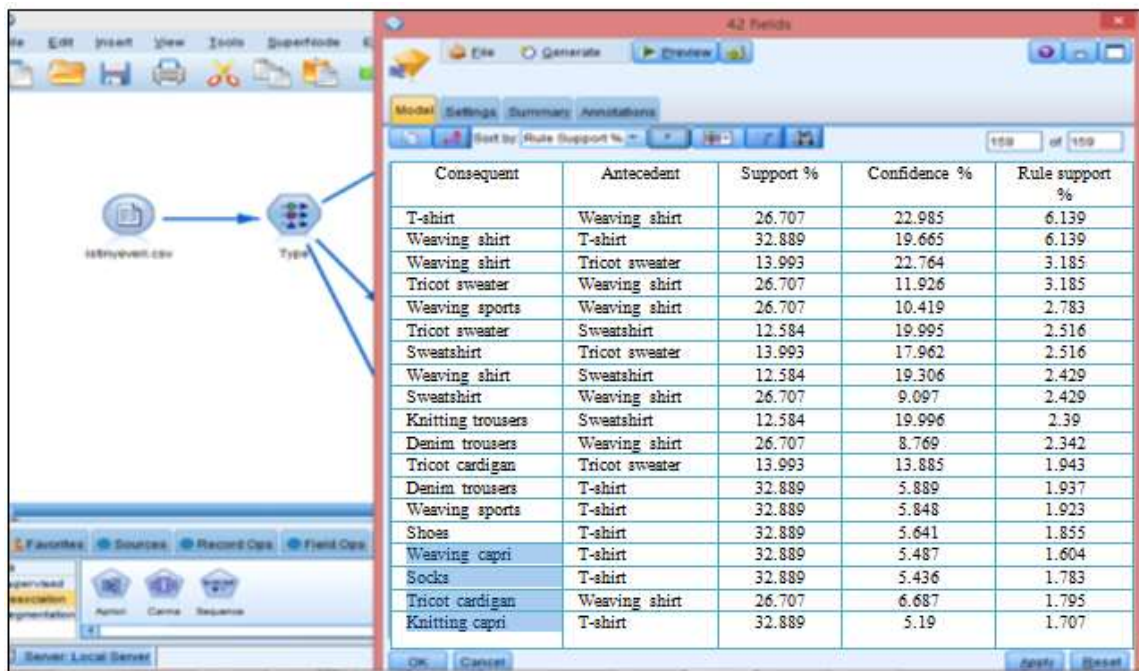 42 fields
Edit Insert View Tools SuperNode
File Generate Preview
Model Settings Summary Annotations
Sort by: Rule Support % 159 of 159
Type
Consequent Antecedent Support % Confidence % Rule support %
T-shirt Weaving shirt 26.707 22.985 6.139
Weaving shirt T-shirt 32.889 19.665 6.139
Weaving shirt Tricot sweater 13.993 22.764 3.185
Tricot sweater Weaving shirt 26.707 11.926 3.185
Weaving sports Weaving shirt 26.707 10.419 2.783
Tricot sweater Sweatshirt 12.584 19.995 2.516
Sweatshirt Tricot sweater 13.993 17.962 2.516
Weaving shirt Sweatshirt 12.584 19.306 2.429
Sweatshirt Weaving shirt 26.707 9.097 2.429
Knitting trousers Sweatshirt 12.584 19.996 2.39
Denim trousers Weaving shirt 26.707 8.769 2.342
Tricot cardigan Tricot sweater 13.993 13.885 1.943
Denim trousers T-shirt 32.889 5.889 1.937
Weaving sports T-shirt 32.889 5.848 1.923
Shoes T-shirt 32.889 5.641 1.855
Weaving capri T-shirt 32.889 5.487 1.604
Socks T-shirt 32.889 5.436 1.783
Tricot cardigan Weaving shirt 26.707 6.687 1.795
Knitting capri T-shirt 32.889 5.19 1.707
Favorites Sources Record Ops Field Ops
Apriori Carma Sequence
Server: Local Server
OK Cancel Apply Reset